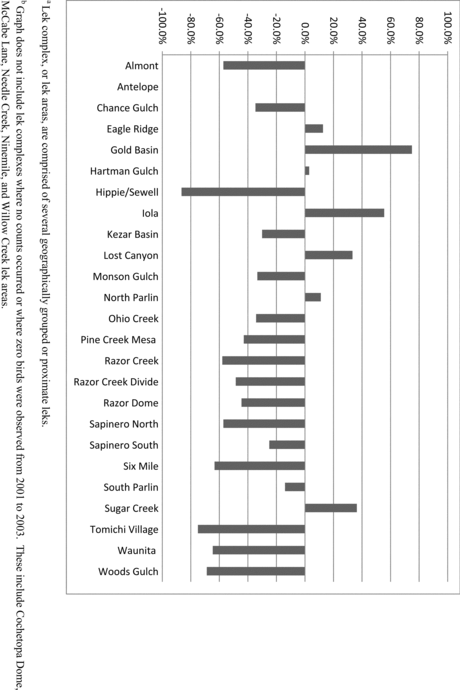 -100.0%
-80.0%
-60.0%
-40.0%
-20.0%
0.0%
20.0%
40.0%
60.0%
80.0%
100.0%
Almont
Antelope
Chance Gulch
Eagle Ridge
Gold Basin
Hartman Gulch
Hippie/Sewell
Iola
Kezar Basin
Lost Canyon
Monson Gulch
North Parlin
Ohio Creek
Pine Creek Mesa
Razor Creek
Razor Creek Divide
Razor Dome
Sapinero North
Sapinero South
Six Mile
South Parlin
Sugar Creek
Tomichi Village
Waunita
Woods Gulch
a Lek complex, or lek areas, are comprised of several geographically grouped or proximate leks.
b Graph does not include lek complexes where no counts occurred or where zero birds were observed from 2001 to 2003. These include Cochetopa Dome,
McCabe Lane, Needle Creek, Ninemile, and Willow Creek lek areas.